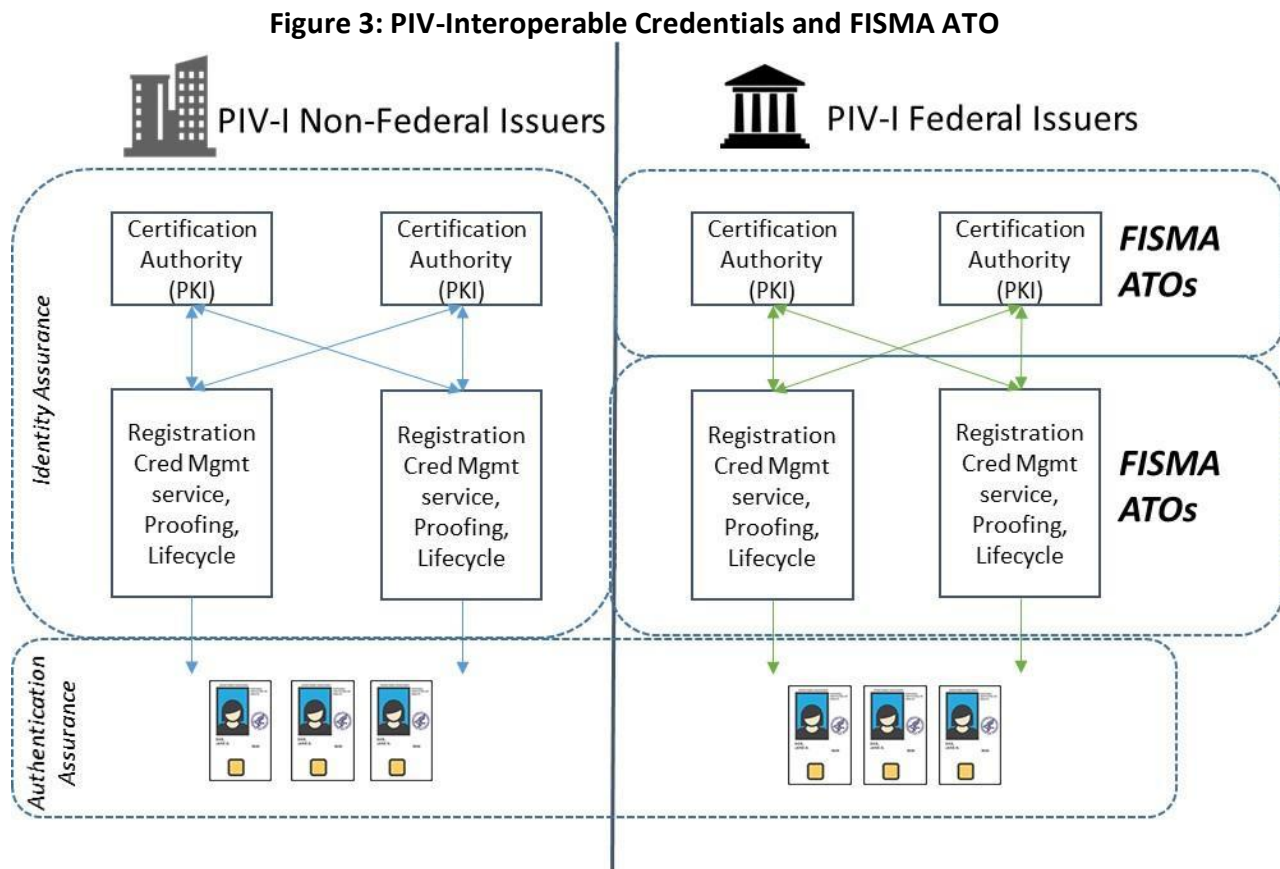 Figure 3: PIV-Interoperable Credentials and FISMA ATO
PIV-I Non-Federal Issuers
PIV-I Federal Issuers
Identity Assurance
Certification
Authority
(PKI)
Certification
Authority
(PKI)
Certification
Authority
(PKI)
Certification
Authority
(PKI)
FISMA
ATOs
Registration
Cred Mgmt
service,
Proofing,
Lifecycle
Registration
Cred Mgmt
service,
Proofing,
Lifecycle
Registration
Cred Mgmt
service,
Proofing,
Lifecycle
Registration
Cred Mgmt
service,
Proofing,
Lifecycle
FISMA
ATOs
Authentication
Assurance